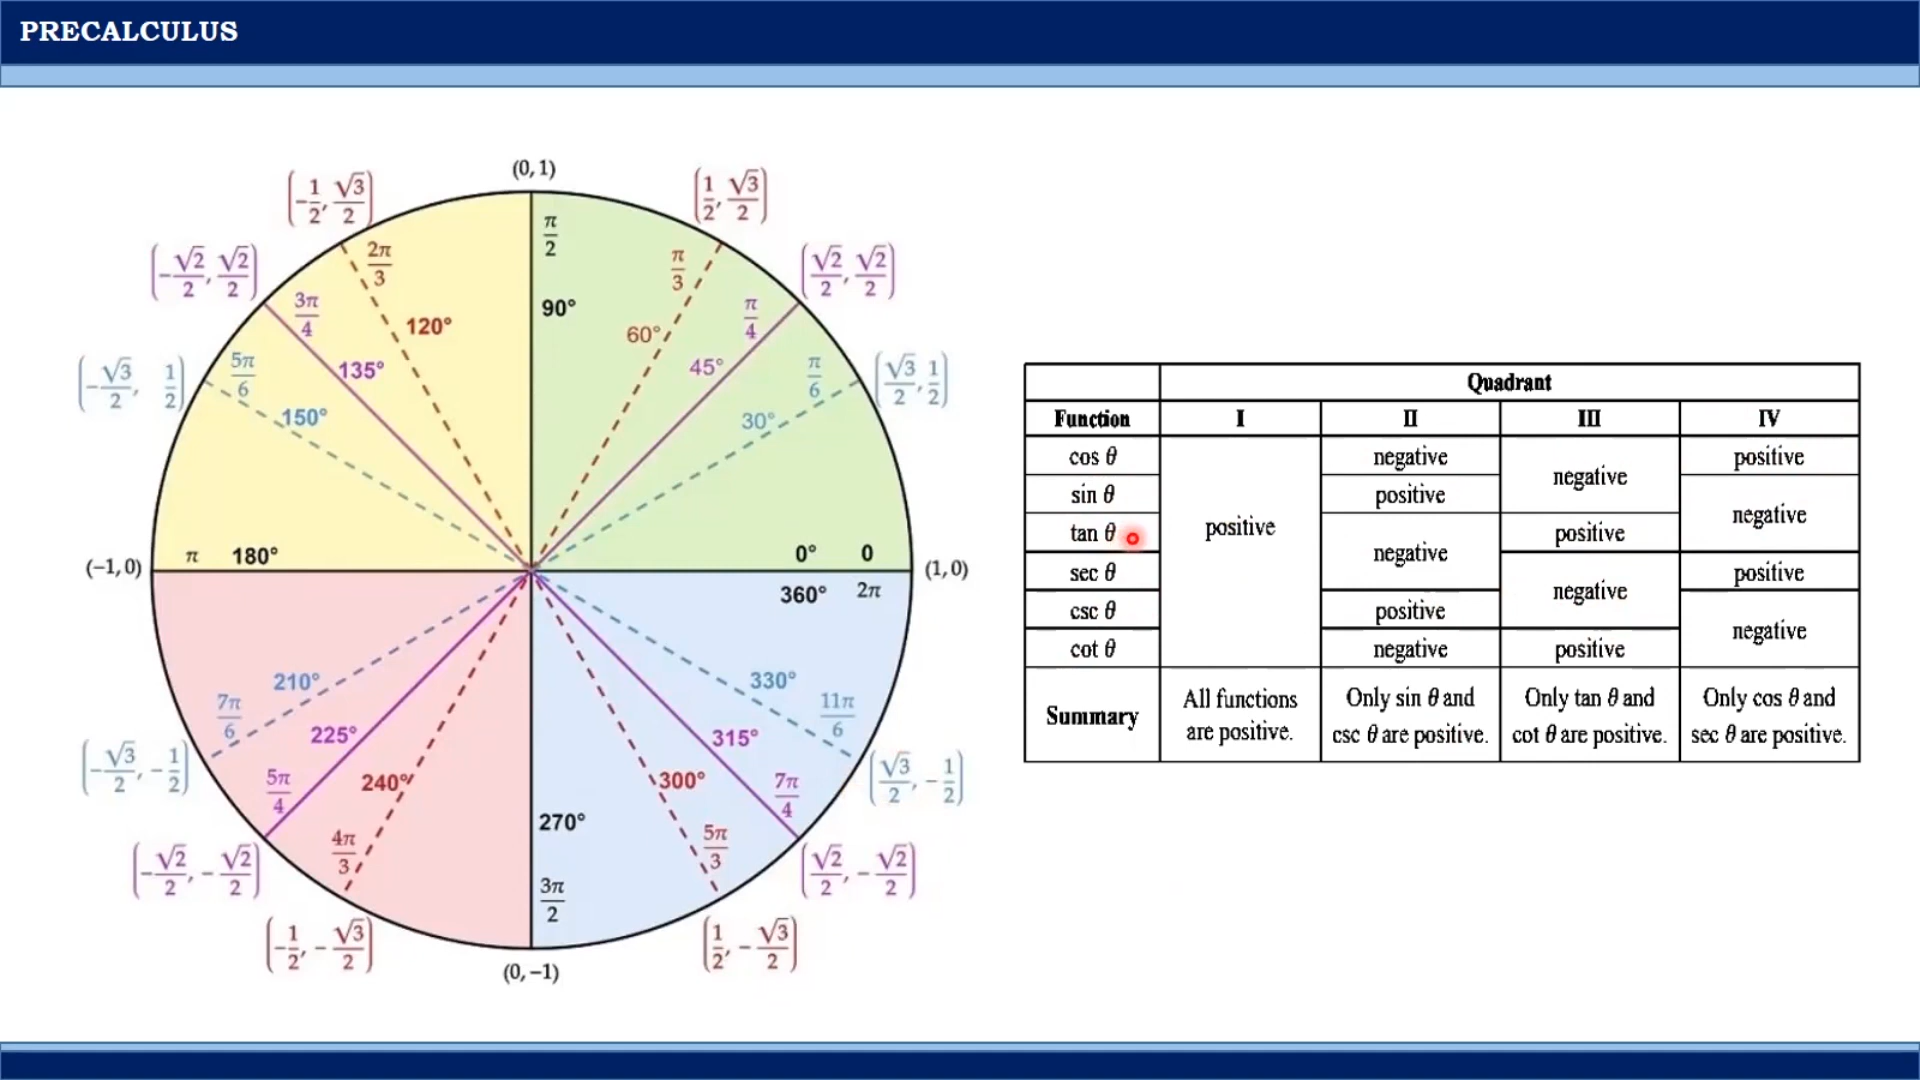 PRECALCULUS
(0, 1)
(-1/2, √3/2)
(1/2, √3/2)
(-√2/2, √2/2)
(√2/2, √2/2)
(-√3/2, 1/2)
(√3/2, 1/2)
π/2
2π/3
π/3
3π/4
π/4
90°
120°
60°
5π/6
135°
45°
π/6
150°
30°
(−1, 0)
π 180°
0° 0
(1, 0)
360° 2π
210°
330°
7π/6
11π/6
225°
315°
(-√3/2, -1/2)
(√3/2, -1/2)
5π/4
240°
300°
7π/4
270°
4π/3
5π/3
(-√2/2, -√2/2)
(√2/2, -√2/2)
3π/2
(-1/2, -√3/2)
(1/2, -√3/2)
(0, −1)
Quadrant
Function I II III IV
cos θ negative positive
negative
sin θ positive
negative
tan θ positive positive
negative
sec θ positive
negative
csc θ positive
negative
cot θ negative positive
Summary
All functions
are positive.
Only sin θ and
csc θ are positive.
Only tan θ and
cot θ are positive.
Only cos θ and
sec θ are positive.